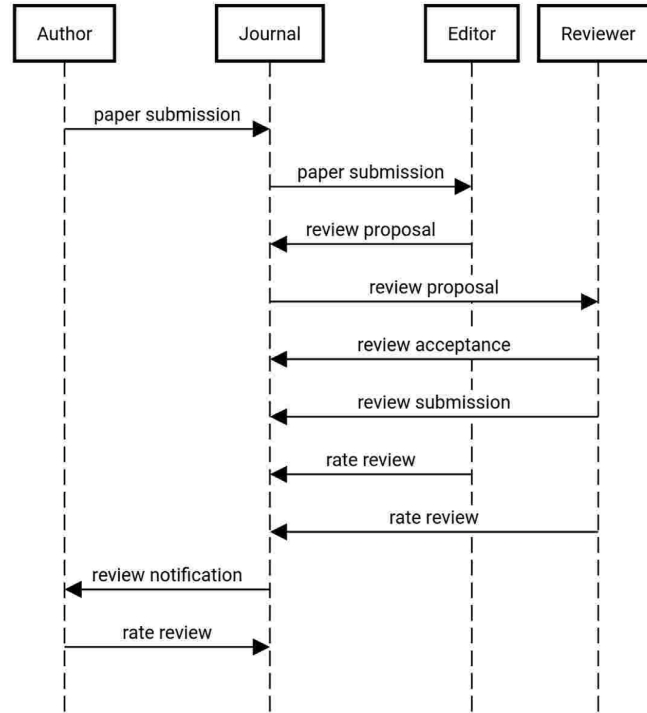 Author
Journal
Editor
Reviewer
paper submission
paper submission
review proposal
review proposal
review acceptance
review submission
rate review
rate review
review notification
rate review